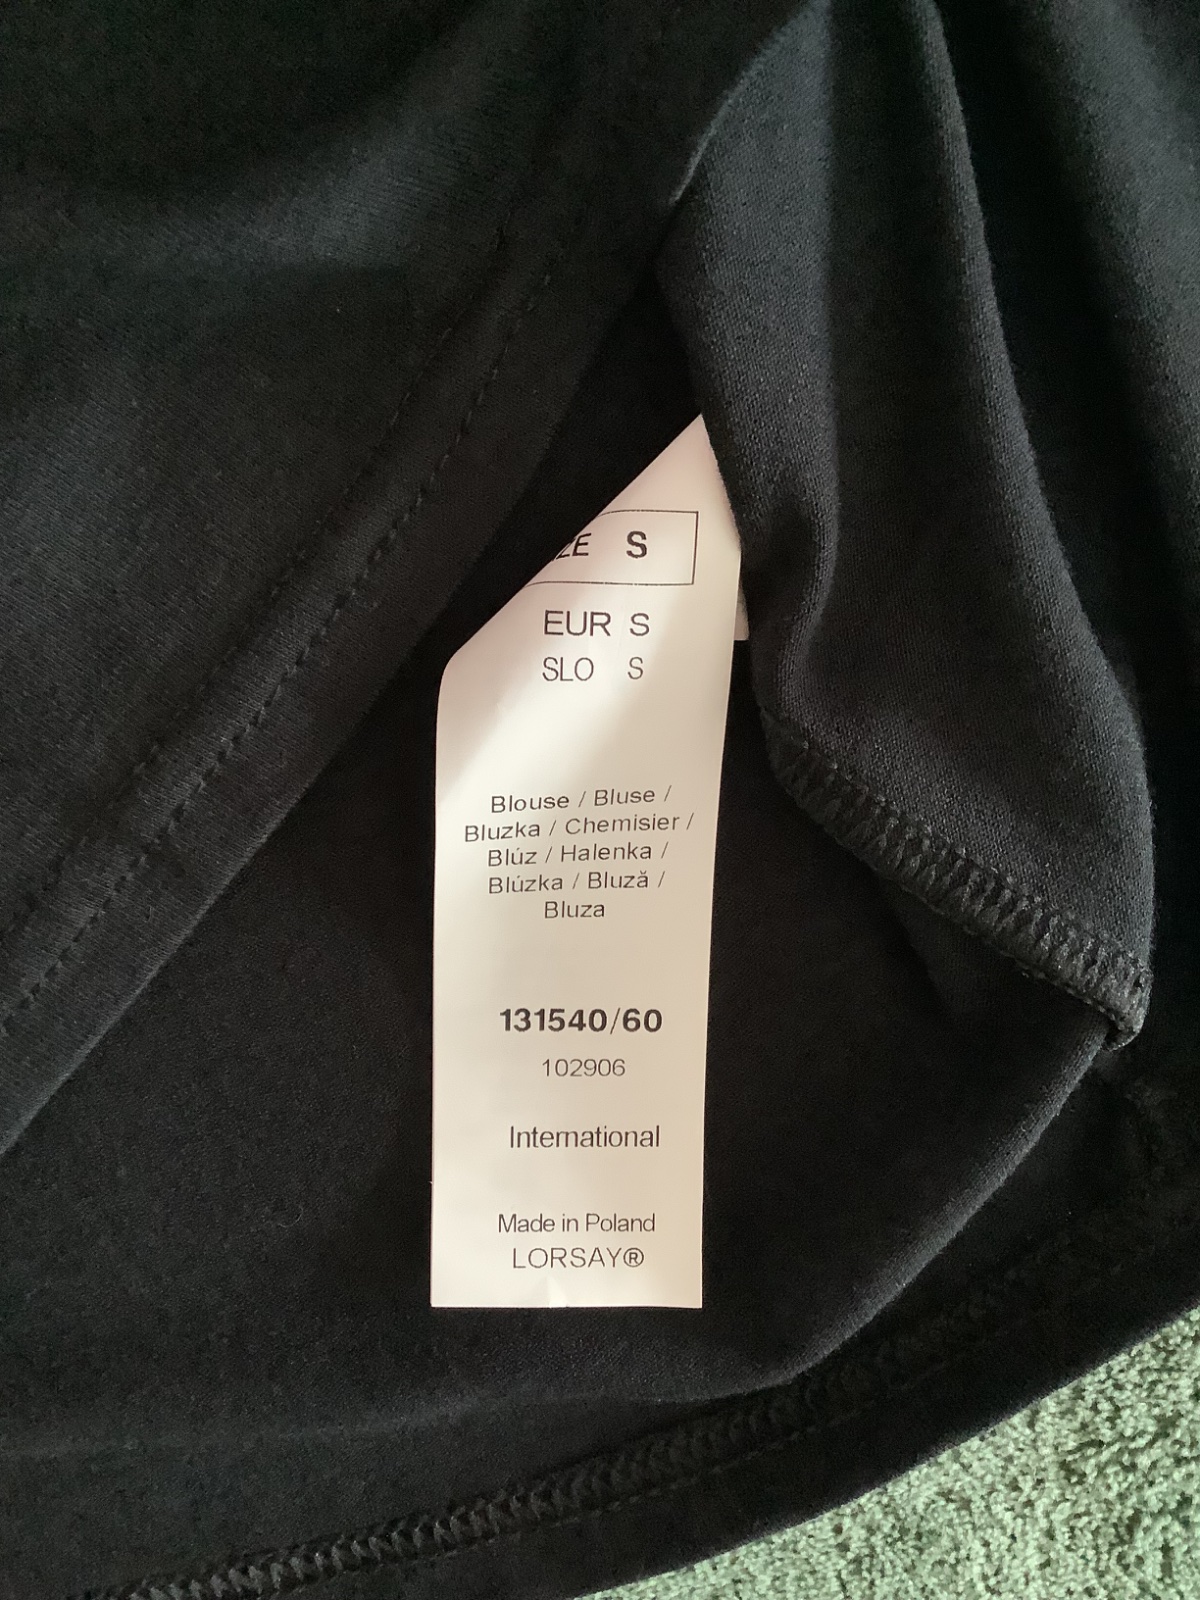 S
EUR S
SLO S
Blouse / Bluse /
Bluzka / Chemisier /
Blúz / Halenka /
Blúzka / Bluză /
Bluza
131540/60
102906
International
Made in Poland
LORSAY®